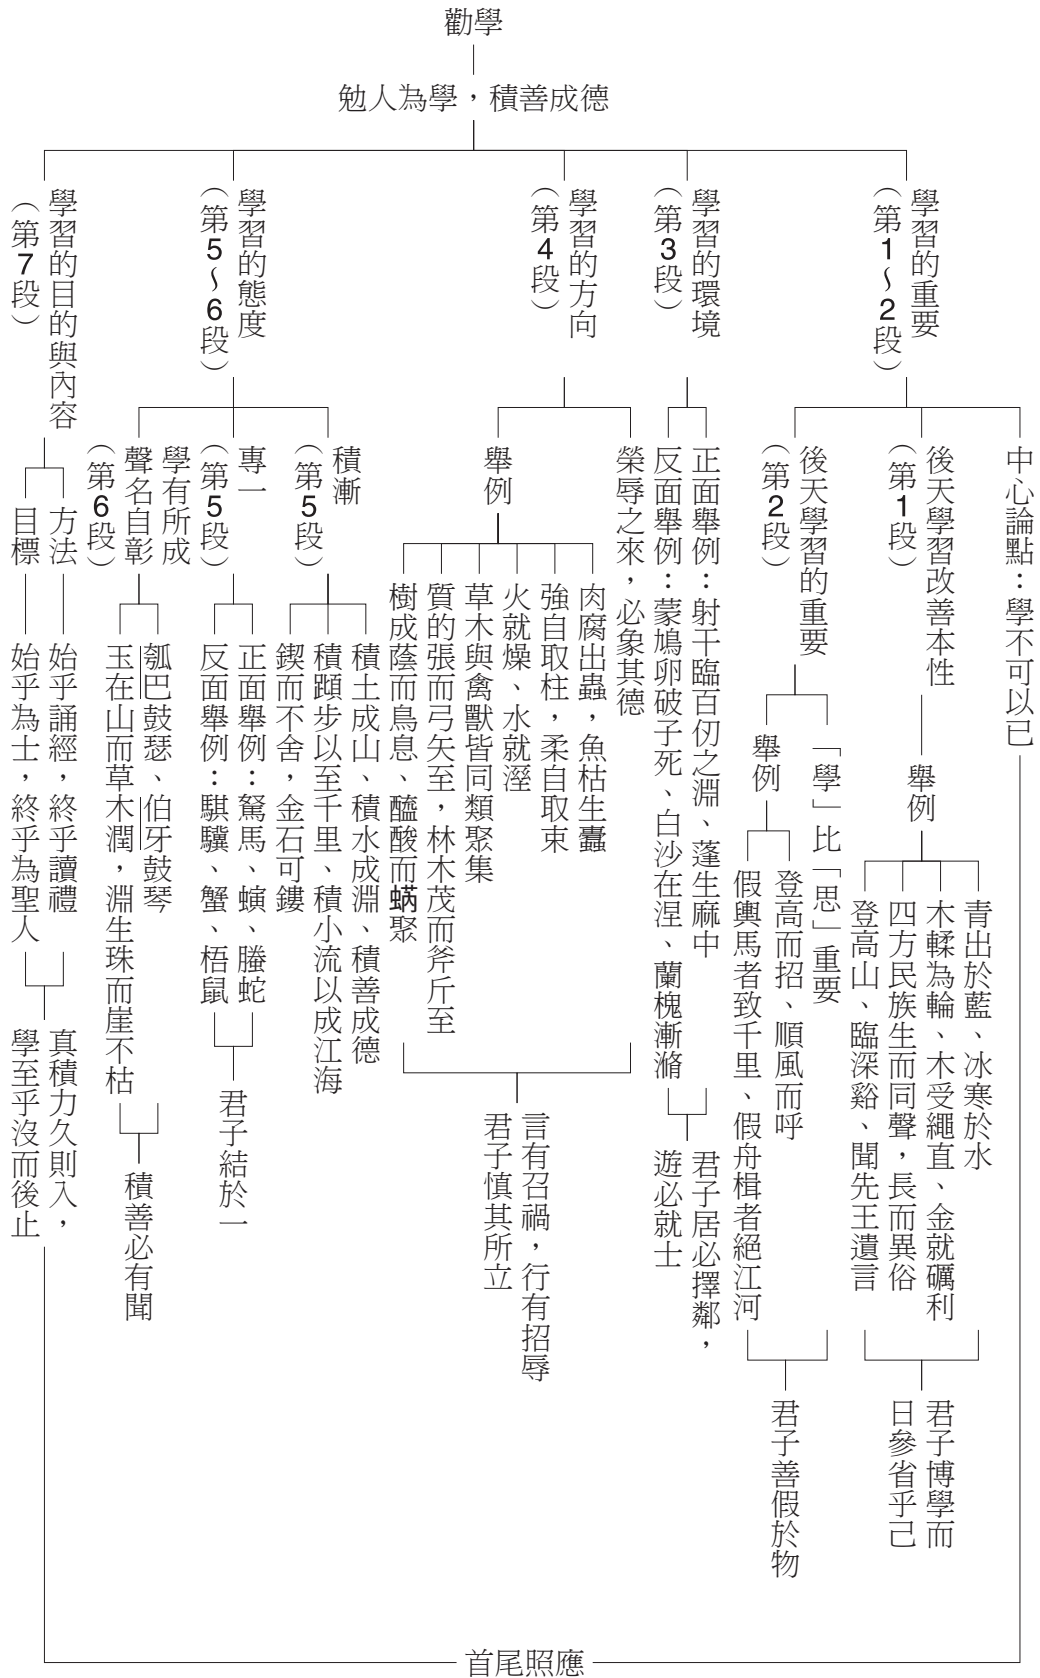 勸學
勉人為學，積善成德
學習的重要
（第1～2段）
中心論點：學不可以已
後天學習改善本性
（第1段）
舉例
青出於藍、冰寒於水
木輮為輪、木受繩直、金就礪利
四方民族生而同聲，長而異俗
登高山、臨深谿、聞先王遺言
君子博學而
日參省乎己
後天學習的重要
（第2段）
「學」比「思」重要
舉例
登高而招、順風而呼
假輿馬者致千里、假舟楫者絕江河
君子善假於物
學習的環境
（第3段）
正面舉例：射干臨百仞之淵、蓬生麻中
反面舉例：蒙鳩卵破子死、白沙在涅、蘭槐漸滫
君子居必擇鄰，
遊必就士
學習的方向
（第4段）
榮辱之來，必象其德
舉例
肉腐出蟲，魚枯生蠹
強自取柱，柔自取束
火就燥、水就溼
草木與禽獸皆同類聚集
質的張而弓矢至，林木茂而斧斤至
樹成蔭而鳥息、醯酸而蜹聚
言有召禍，行有招辱
君子慎其所立
學習的態度
（第5～6段）
積漸
（第5段）
積土成山、積水成淵、積善成德
積蹞步以至千里、積小流以成江海
鍥而不舍，金石可鏤
專一
（第5段）
正面舉例：駑馬、螾、螣蛇
反面舉例：騏驥、蟹、梧鼠
君子結於一
學有所成
聲名自彰
（第6段）
瓠巴鼓瑟、伯牙鼓琴
玉在山而草木潤，淵生珠而崖不枯
積善必有聞
學習的目的與內容
（第7段）
方法
始乎誦經，終乎讀禮
目標
始乎為士，終乎為聖人
真積力久則入，
學至乎沒而後止
首尾照應